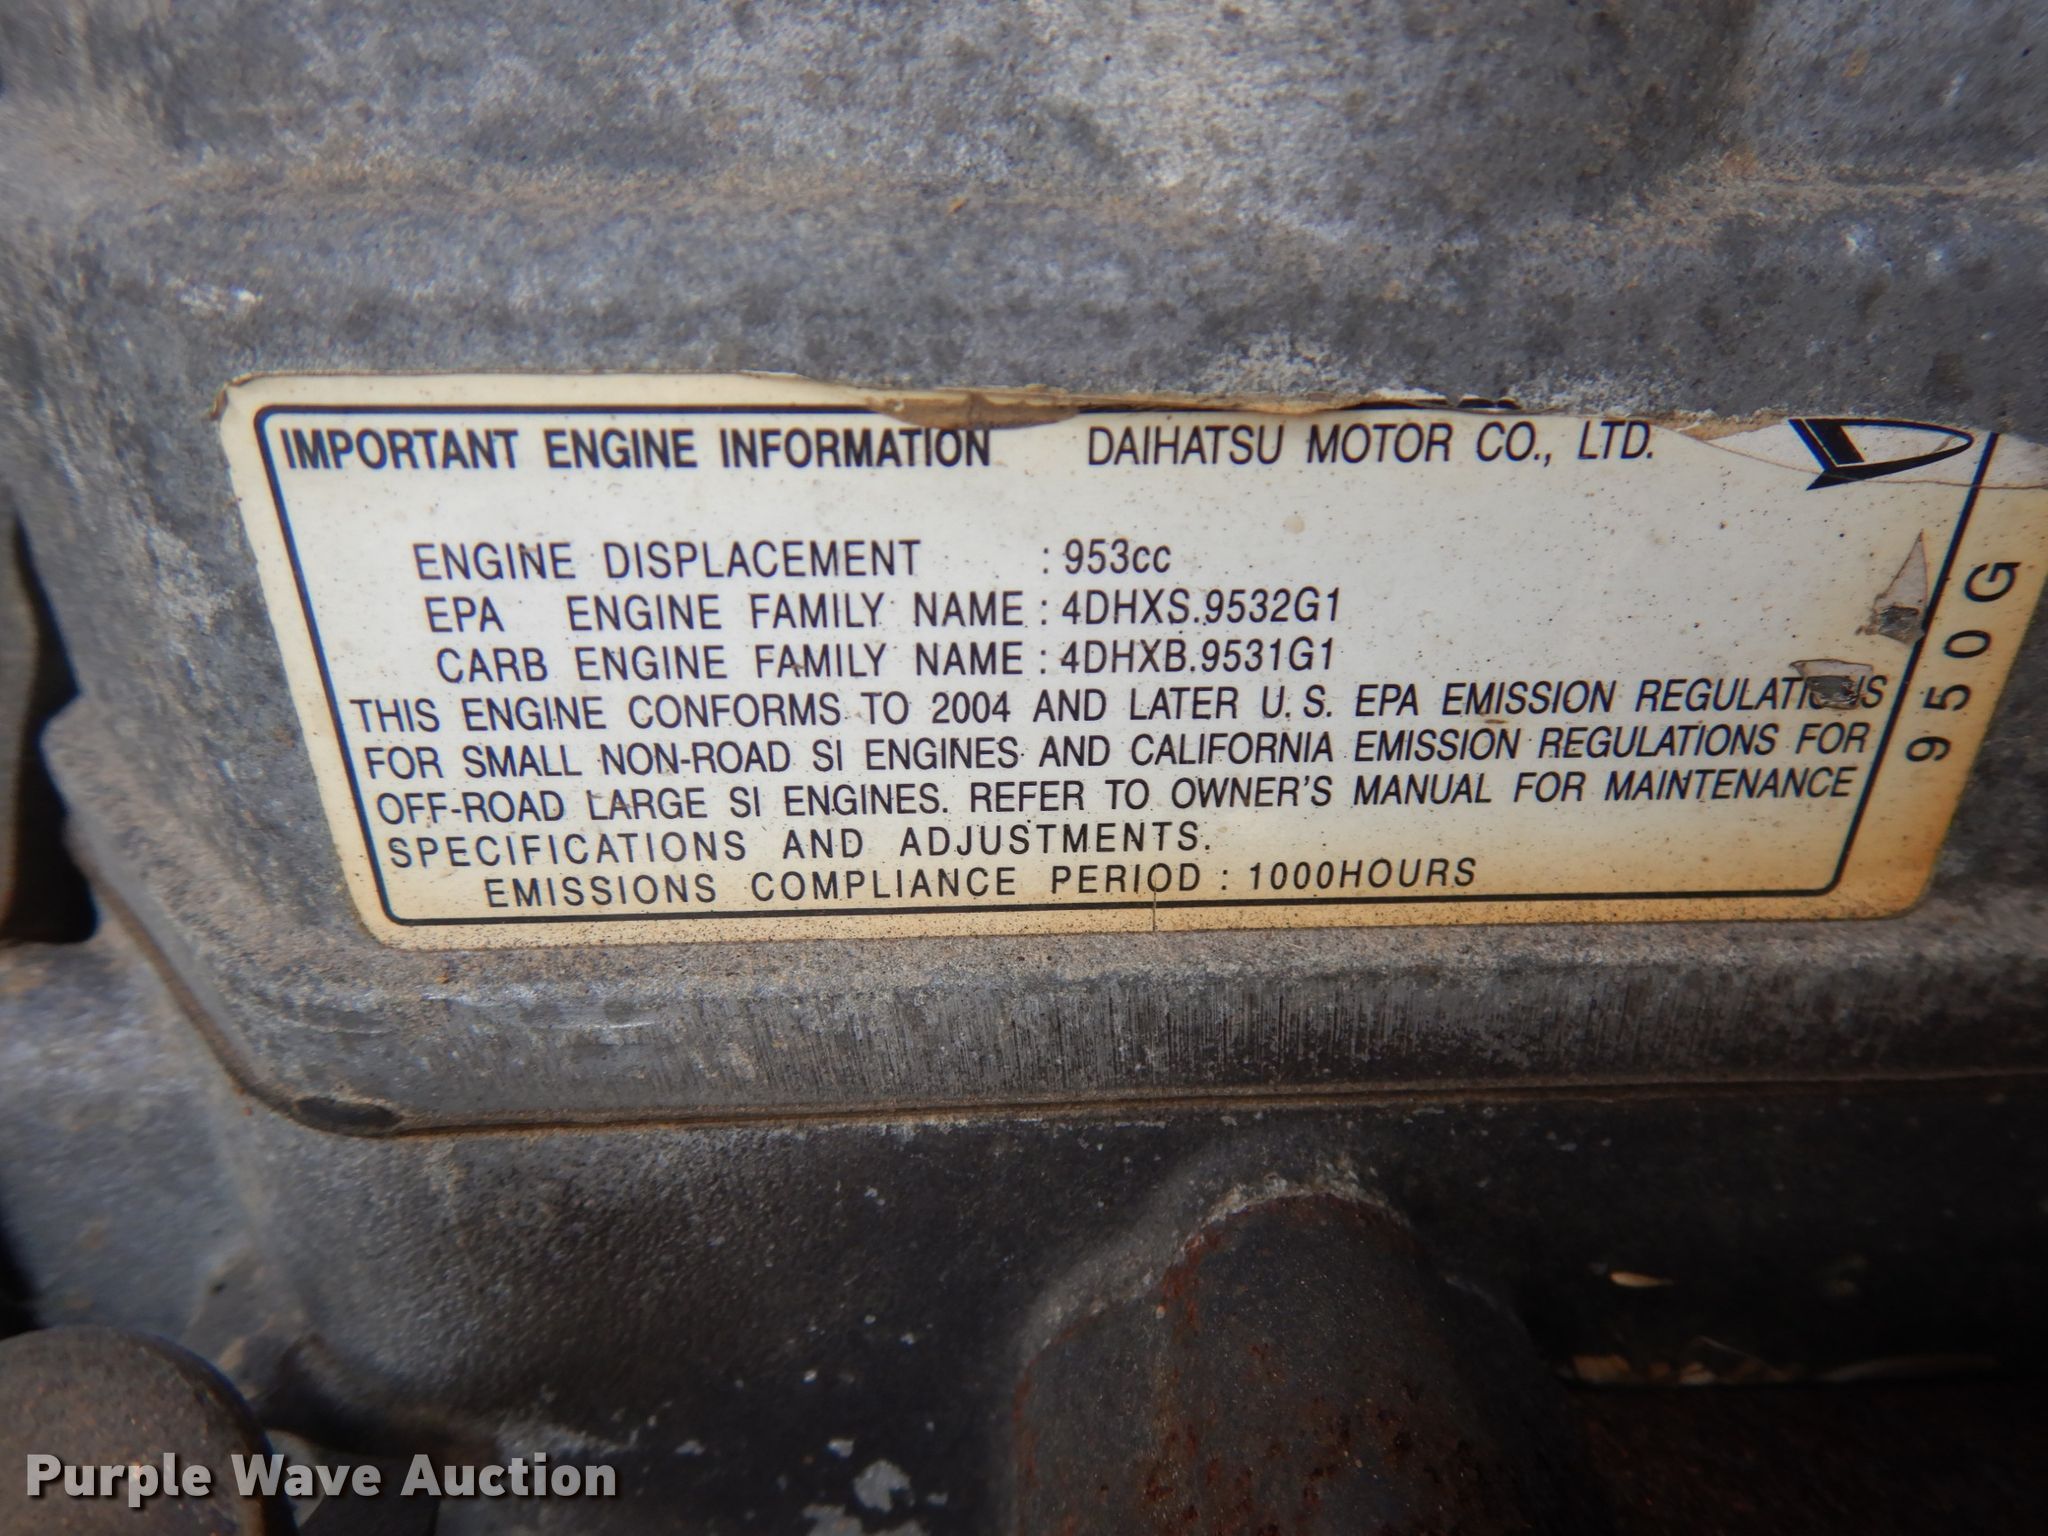 IMPORTANT ENGINE INFORMATION DAIHATSU MOTOR CO., LTD.
ENGINE DISPLACEMENT : 953cc
EPA ENGINE FAMILY NAME : 4DHXS.9532G1
CARB ENGINE FAMILY NAME : 4DHXB.9531G1
THIS ENGINE CONFORMS TO 2004 AND LATER U.S. EPA EMISSION REGULATIONS
FOR SMALL NON-ROAD SI ENGINES AND CALIFORNIA EMISSION REGULATIONS FOR
OFF-ROAD LARGE SI ENGINES. REFER TO OWNER'S MANUAL FOR MAINTENANCE
SPECIFICATIONS AND ADJUSTMENTS.
EMISSIONS COMPLIANCE PERIOD : 1000HOURS
950G
Purple Wave Auction